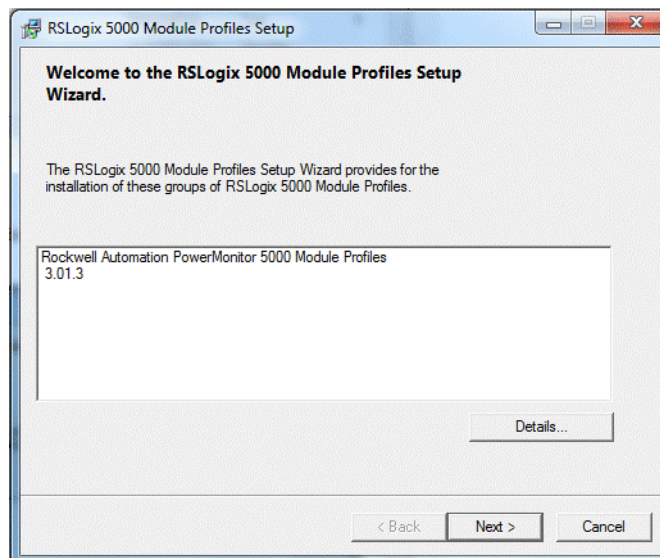 RSLogix 5000 Module Profiles Setup
Welcome to the RSLogix 5000 Module Profiles Setup
Wizard.
The RSLogix 5000 Module Profiles Setup Wizard provides for the
installation of these groups of RSLogix 5000 Module Profiles.
Rockwell Automation PowerMonitor 5000 Module Profiles
3.01.3
Details...
< Back
Next >
Cancel